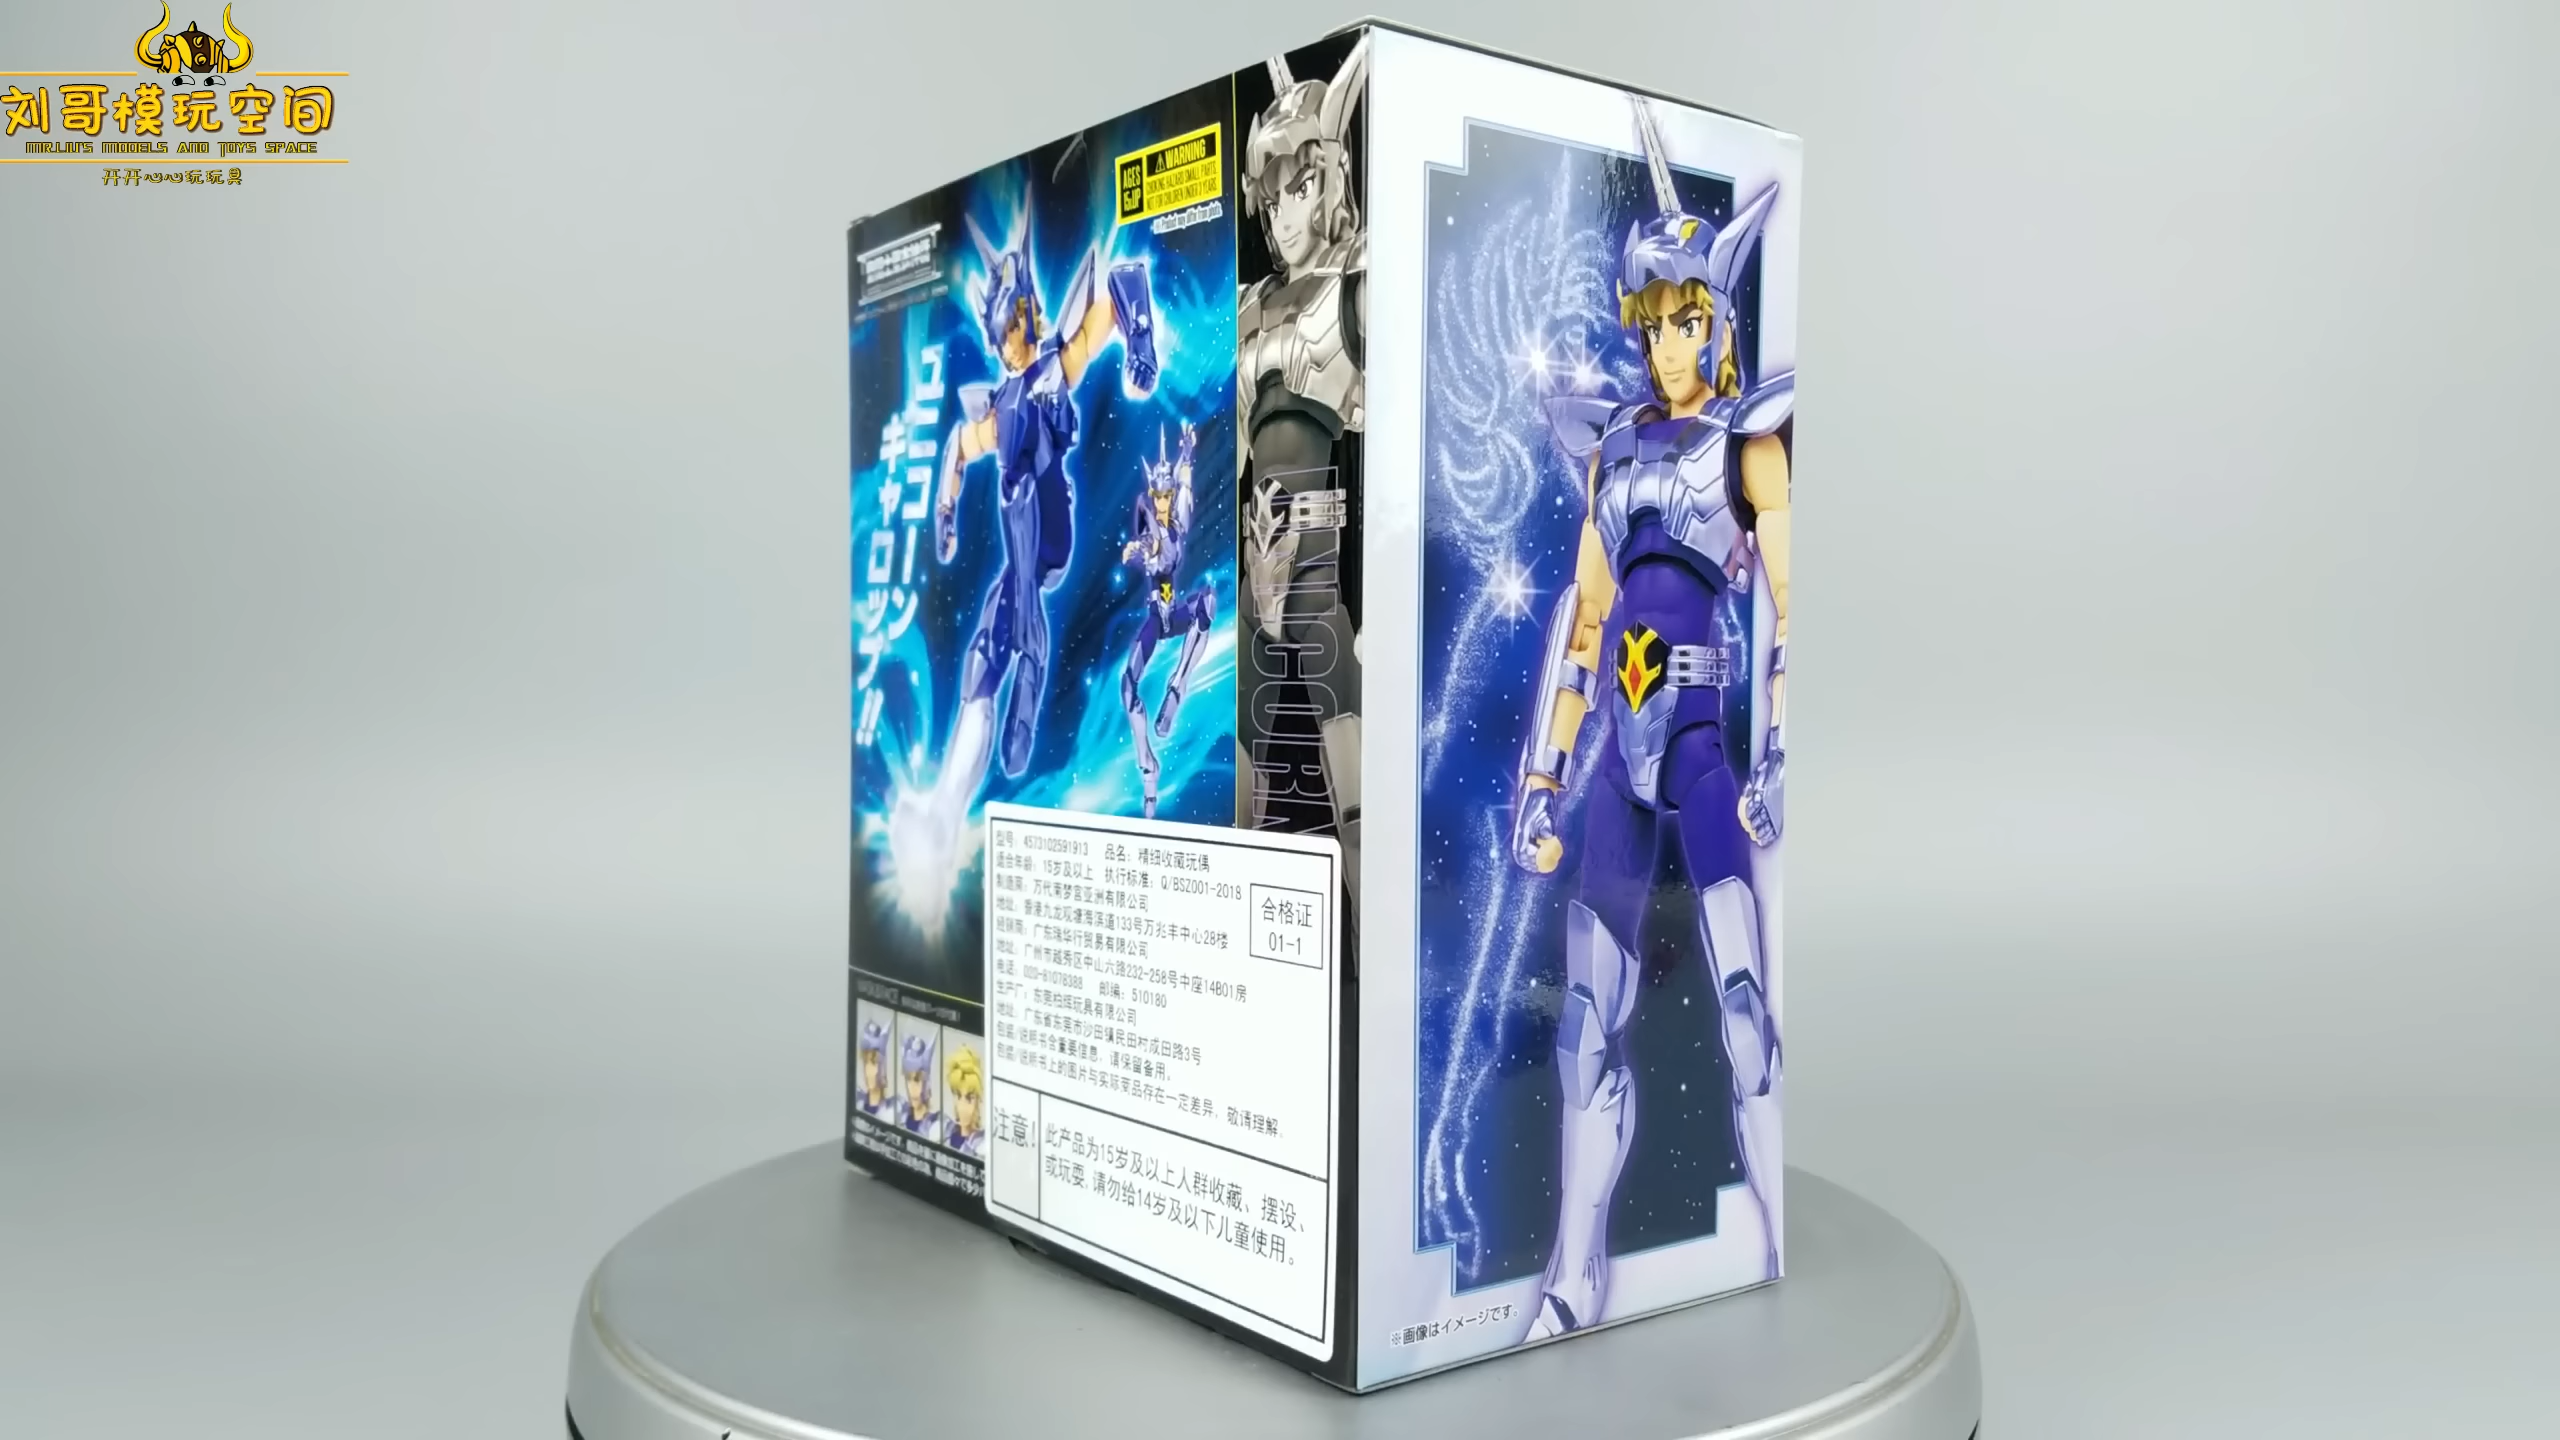 刘哥模玩空间
MR.LIU'S MODELS AND TOYS SPACE
开开心心玩玩具
AGES
15&UP
⚠WARNING
CHOKING HAZARD SMALL PARTS.
NOT FOR CHILDREN UNDER 3 YEARS.
Product may differ from photo.
ユニコーン
ギャロップ!!
UNICORN
型号：4573102591913 品名：精细收藏玩偶
适合年龄：15岁及以上 执行标准：Q/BSZ001-2018
制造商：万代南梦宫亚洲有限公司
地址：香港九龙观塘海滨道133号万兆丰中心28楼
经销商：广东瑞华行贸易有限公司
地址：广州市越秀区中山六路232-258号中座14B01房
电话：020-81078388 邮编：510180
生产厂：东莞柏辉玩具有限公司
地址：广东省东莞市沙田镇民田村成田路3号
包装/说明书含重要信息，请保留备用。
包装/说明书上的图片与实际商品存在一定差异，敬请理解。
合格证
01-1
注意！
此产品为15岁及以上人群收藏、摆设、
或玩耍,请勿给14岁及以下儿童使用。
※画像はイメージです。